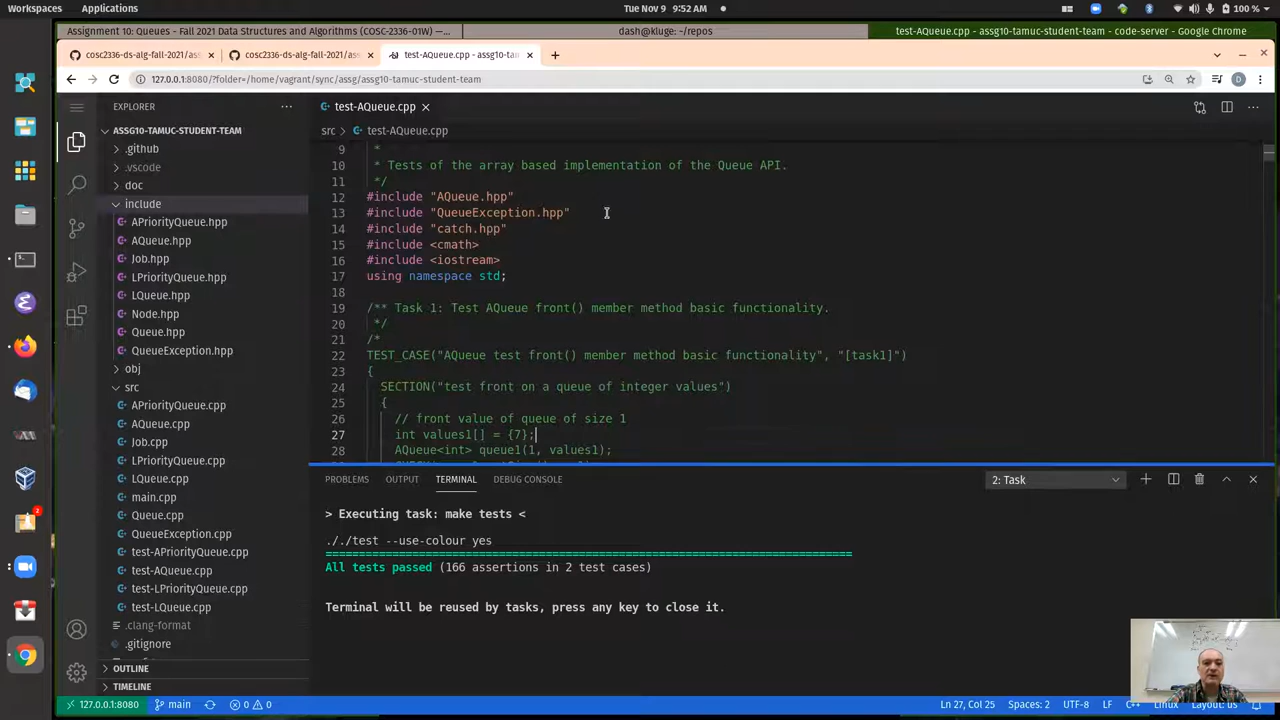 Workspaces Applications Tue Nov 9 9:52 AM 100 %
Assignment 10: Queues - Fall 2021 Data Structures and Algorithms (COSC-2336-01W) —… dash@kluge: ~/repos test-AQueue.cpp - assg10-tamuc-student-team - code-server - Google Chrome
cosc2336-ds-alg-fall-2021/ass cosc2336-ds-alg-fall-2021/ass test-AQueue.cpp - assg10-tam
127.0.0.1:8080/?folder=/home/vagrant/sync/assg/assg10-tamuc-student-team
EXPLORER
ASSG10-TAMUC-STUDENT-TEAM
.github
.vscode
doc
include
APriorityQueue.hpp
AQueue.hpp
Job.hpp
LPriorityQueue.hpp
LQueue.hpp
Node.hpp
Queue.hpp
QueueException.hpp
obj
src
APriorityQueue.cpp
AQueue.cpp
Job.cpp
LPriorityQueue.cpp
LQueue.cpp
main.cpp
Queue.cpp
QueueException.cpp
test-APriorityQueue.cpp
test-AQueue.cpp
test-LPriorityQueue.cpp
test-LQueue.cpp
.clang-format
.gitignore
OUTLINE
TIMELINE
test-AQueue.cpp
src test-AQueue.cpp
9 *
10 * Tests of the array based implementation of the Queue API.
11 */
12 #include "AQueue.hpp"
13 #include "QueueException.hpp"
14 #include "catch.hpp"
15 #include <cmath>
16 #include <iostream>
17 using namespace std;
18
19 /** Task 1: Test AQueue front() member method basic functionality.
20 */
21 /*
22 TEST_CASE("AQueue test front() member method basic functionality", "[task1]")
23 {
24 SECTION("test front on a queue of integer values")
25 {
26 // front value of queue of size 1
27 int values1[] = {7};
28 AQueue<int> queue1(1, values1);
PROBLEMS OUTPUT TERMINAL DEBUG CONSOLE 2: Task
> Executing task: make tests <
././test --use-colour yes
===============================================================================
All tests passed (166 assertions in 2 test cases)
Terminal will be reused by tasks, press any key to close it.
127.0.0.1:8080 main 0 0 Ln 27, Col 25 Spaces: 2 UTF-8 LF C++ Linux Layout: us